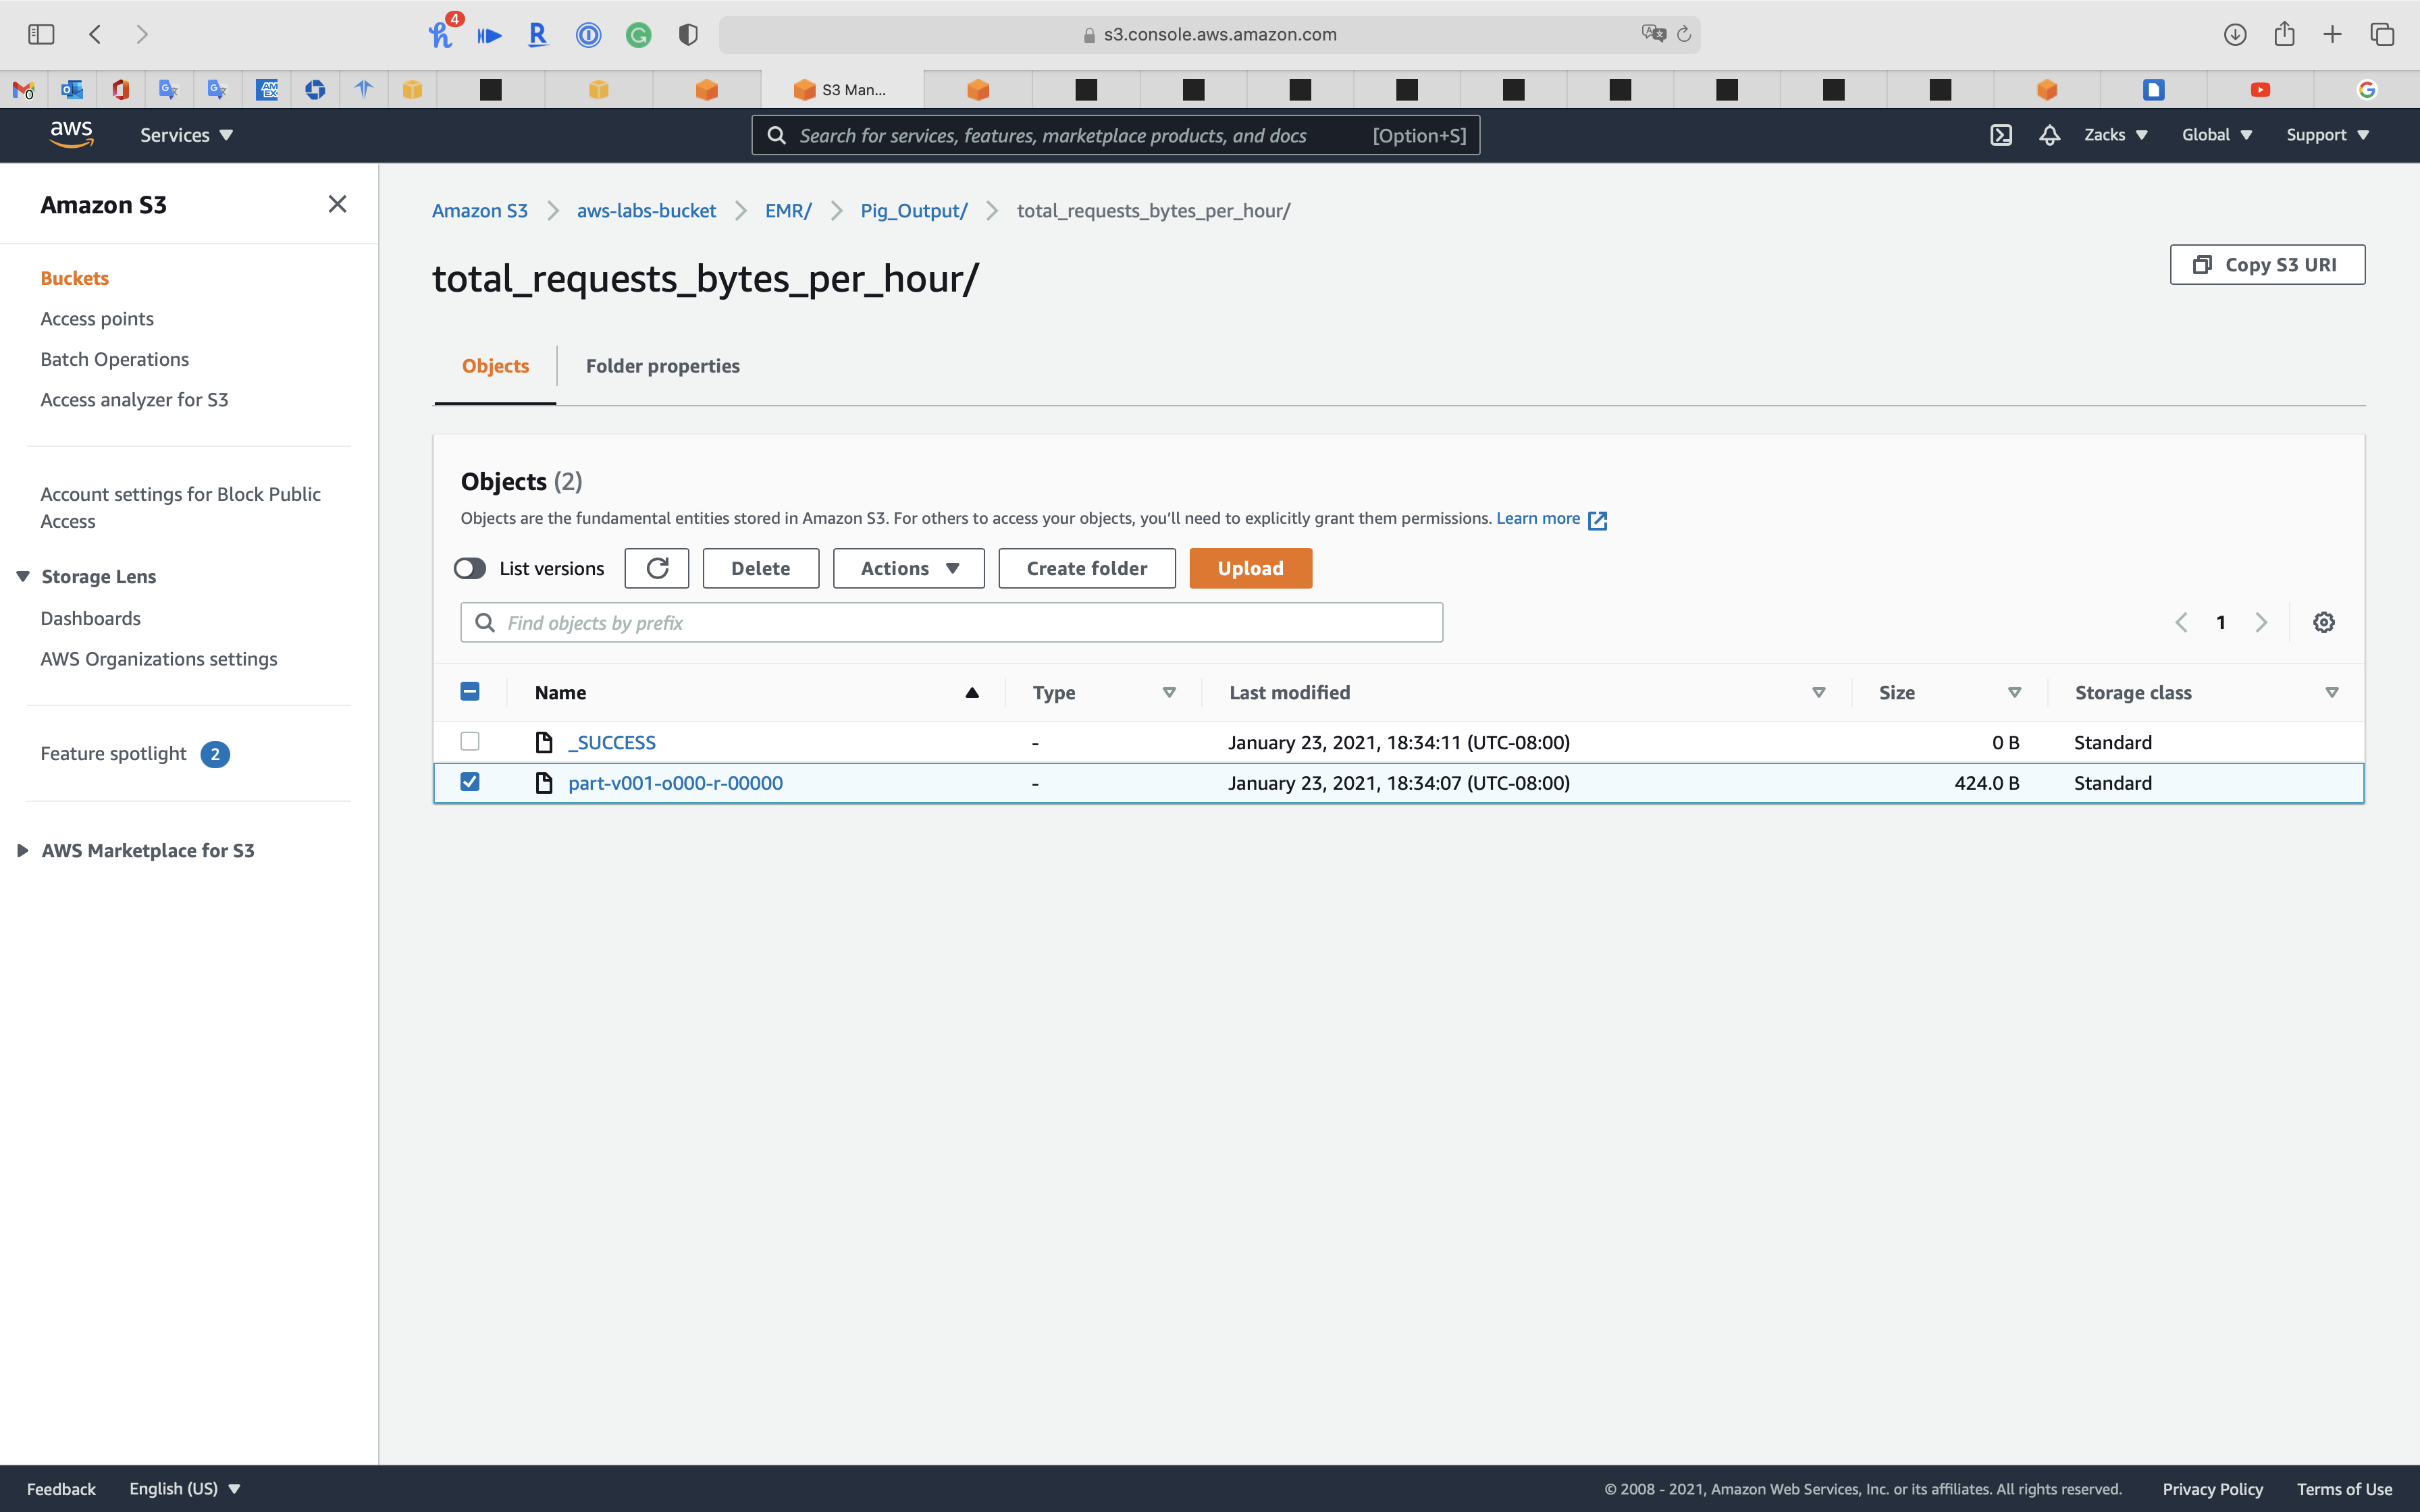 4
s3.console.aws.amazon.com
S3 Man...
aws
Services
Search for services, features, marketplace products, and docs
[Option+S]
Zacks
Global
Support
Amazon S3
Buckets
Access points
Batch Operations
Access analyzer for S3
Account settings for Block Public
Access
Storage Lens
Dashboards
AWS Organizations settings
Feature spotlight 2
AWS Marketplace for S3
Amazon S3 > aws-labs-bucket > EMR/ > Pig_Output/ > total_requests_bytes_per_hour/
total_requests_bytes_per_hour/
Copy S3 URI
Objects
Folder properties
Objects (2)
Objects are the fundamental entities stored in Amazon S3. For others to access your objects, you’ll need to explicitly grant them permissions. Learn more
List versions
Delete
Actions
Create folder
Upload
Find objects by prefix
1
Name Type Last modified Size Storage class
_SUCCESS - January 23, 2021, 18:34:11 (UTC-08:00) 0 B Standard
part-v001-o000-r-00000 - January 23, 2021, 18:34:07 (UTC-08:00) 424.0 B Standard
Feedback
English (US)
© 2008 - 2021, Amazon Web Services, Inc. or its affiliates. All rights reserved.
Privacy Policy
Terms of Use